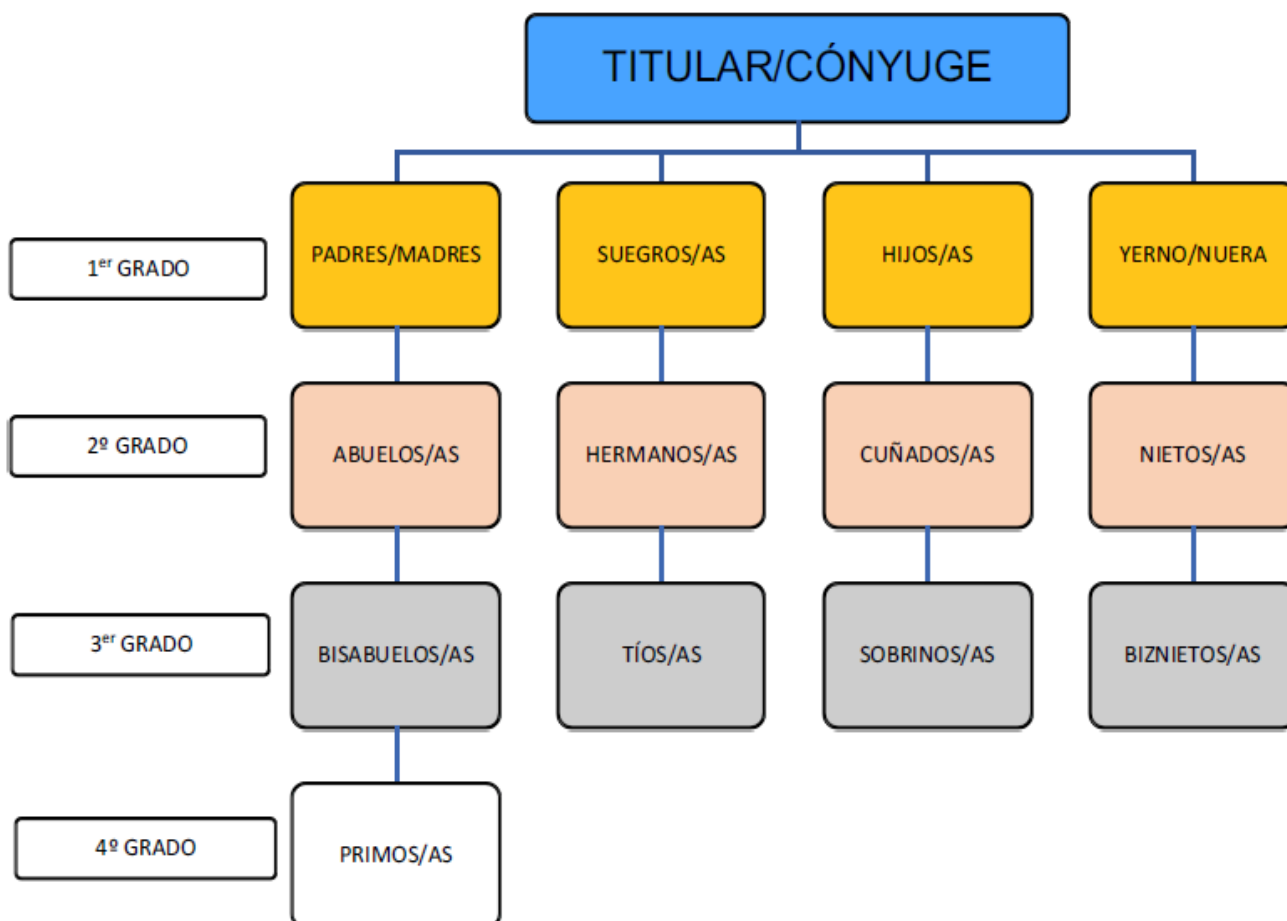 TITULAR/CÓNYUGE
1er GRADO
PADRES/MADRES
SUEGROS/AS
HIJOS/AS
YERNO/NUERA
2º GRADO
ABUELOS/AS
HERMANOS/AS
CUÑADOS/AS
NIETOS/AS
3er GRADO
BISABUELOS/AS
TÍOS/AS
SOBRINOS/AS
BIZNIETOS/AS
4º GRADO
PRIMOS/AS